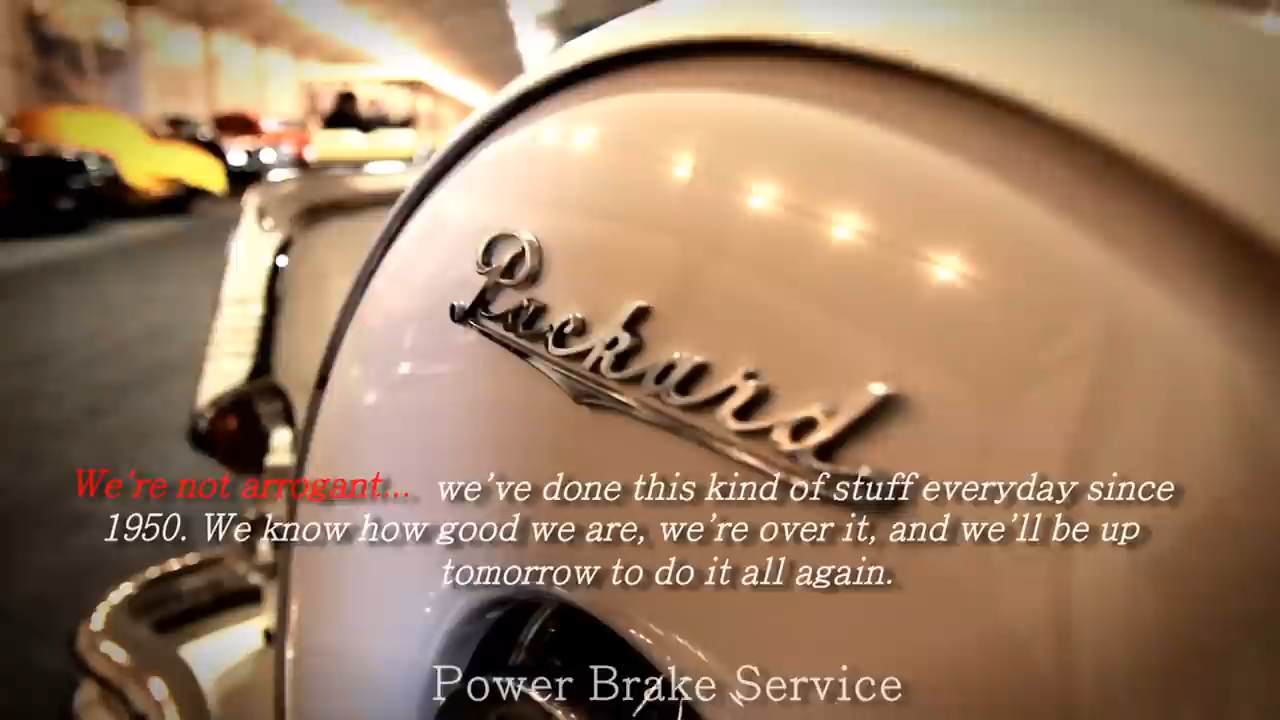 Packard
We're not arrogant... we've done this kind of stuff everyday since
1950. We know how good we are, we're over it, and we'll be up
tomorrow to do it all again.
Power Brake Service